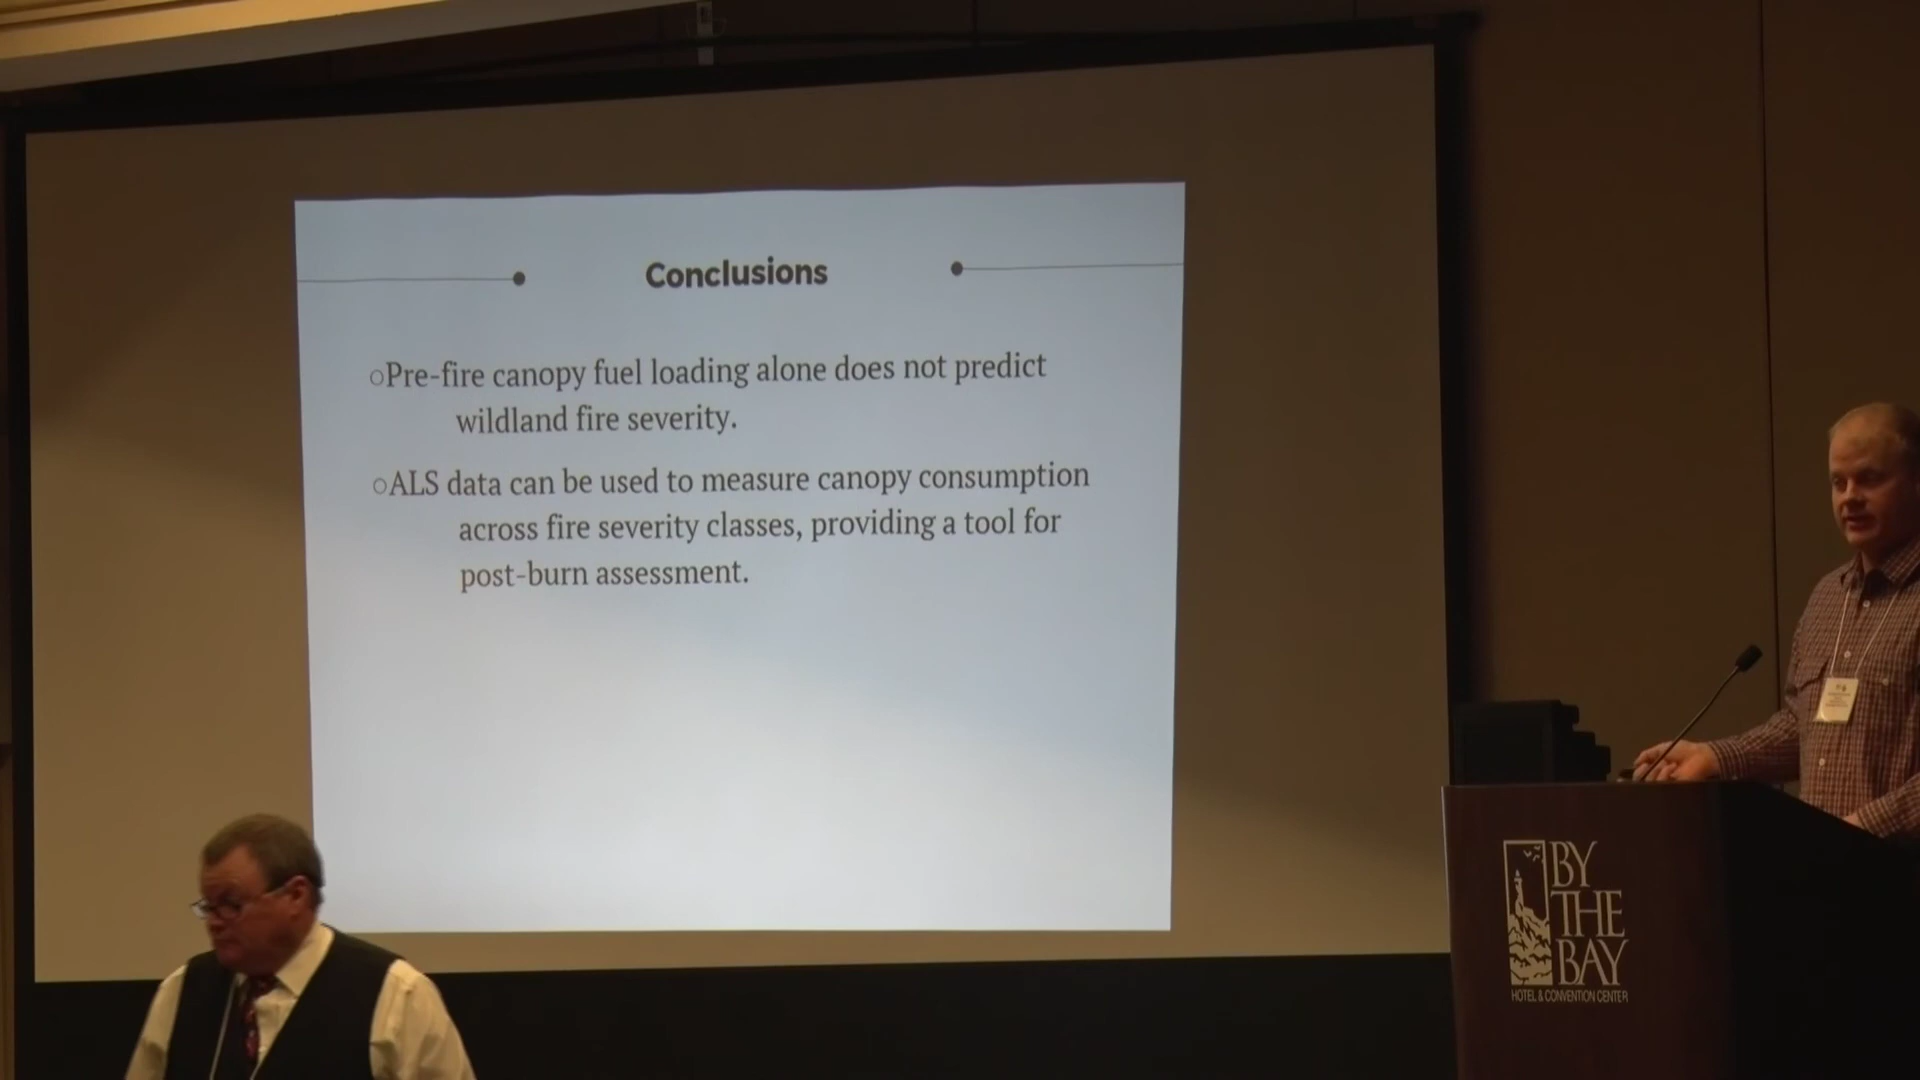 Conclusions
○Pre-fire canopy fuel loading alone does not predict
wildland fire severity.
○ALS data can be used to measure canopy consumption
across fire severity classes, providing a tool for
post-burn assessment.
BY
THE
BAY
HOTEL & CONVENTION CENTER